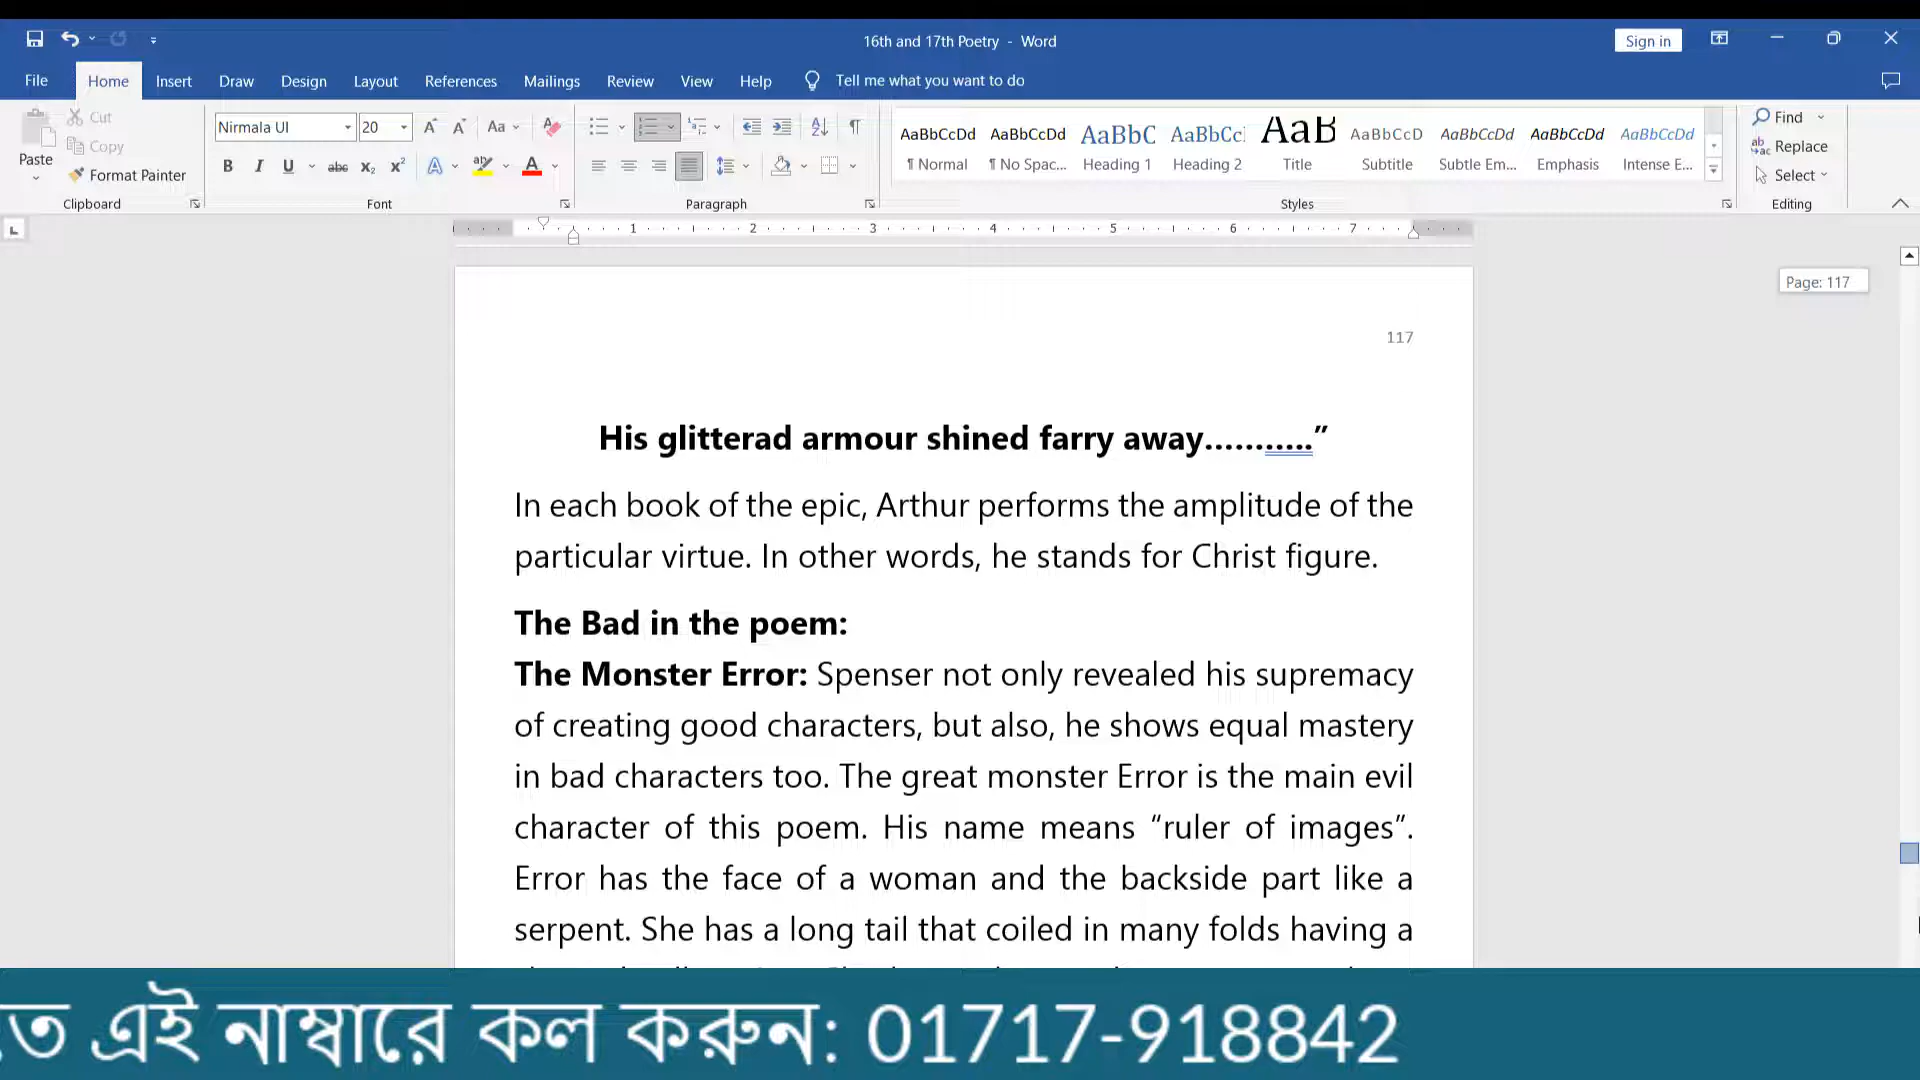 16th and 17th Poetry - Word
Sign in
File Home Insert Draw Design Layout References Mailings Review View Help Tell me what you want to do
Paste
Cut
Copy
Format Painter
Clipboard
Nirmala UI 20
Font
Paragraph
AaBbCcDd AaBbCcDd AaBbC AaBbCc AaB AaBbCcD AaBbCcDd AaBbCcDd AaBbCcDd
¶ Normal ¶ No Spac... Heading 1 Heading 2 Title Subtitle Subtle Em... Emphasis Intense E...
Styles
Find
Replace
Select
Editing
1 2 3 4 5 6 7
Page: 117
117
His glitterad armour shined farry away...........”
In each book of the epic, Arthur performs the amplitude of the
particular virtue. In other words, he stands for Christ figure.
The Bad in the poem:
The Monster Error: Spenser not only revealed his supremacy
of creating good characters, but also, he shows equal mastery
in bad characters too. The great monster Error is the main evil
character of this poem. His name means “ruler of images”.
Error has the face of a woman and the backside part like a
serpent. She has a long tail that coiled in many folds having a
এই নাম্বারে কল করুন: 01717-918842